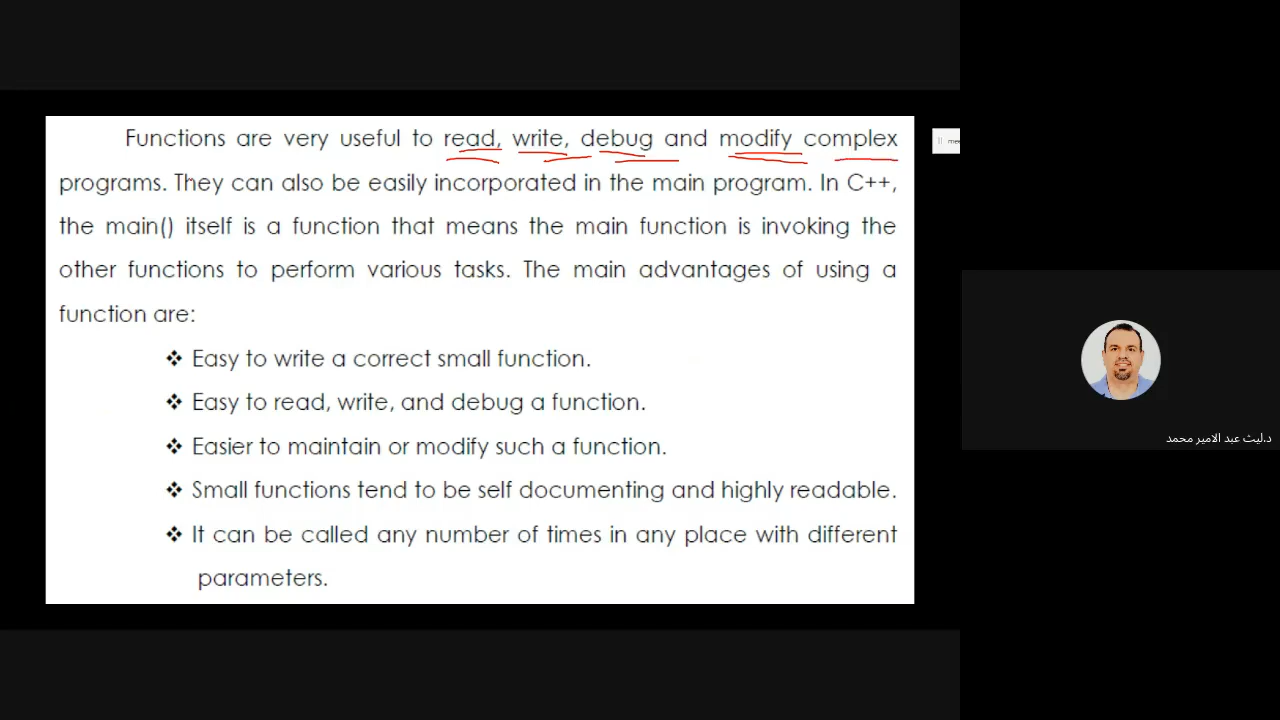 Functions are very useful to read, write, debug and modify complex
programs. They can also be easily incorporated in the main program. In C++,
the main() itself is a function that means the main function is invoking the
other functions to perform various tasks. The main advantages of using a
function are:
❖ Easy to write a correct small function.
❖ Easy to read, write, and debug a function.
❖ Easier to maintain or modify such a function.
❖ Small functions tend to be self documenting and highly readable.
❖ It can be called any number of times in any place with different
parameters.
د.ليث عبد الامير محمد